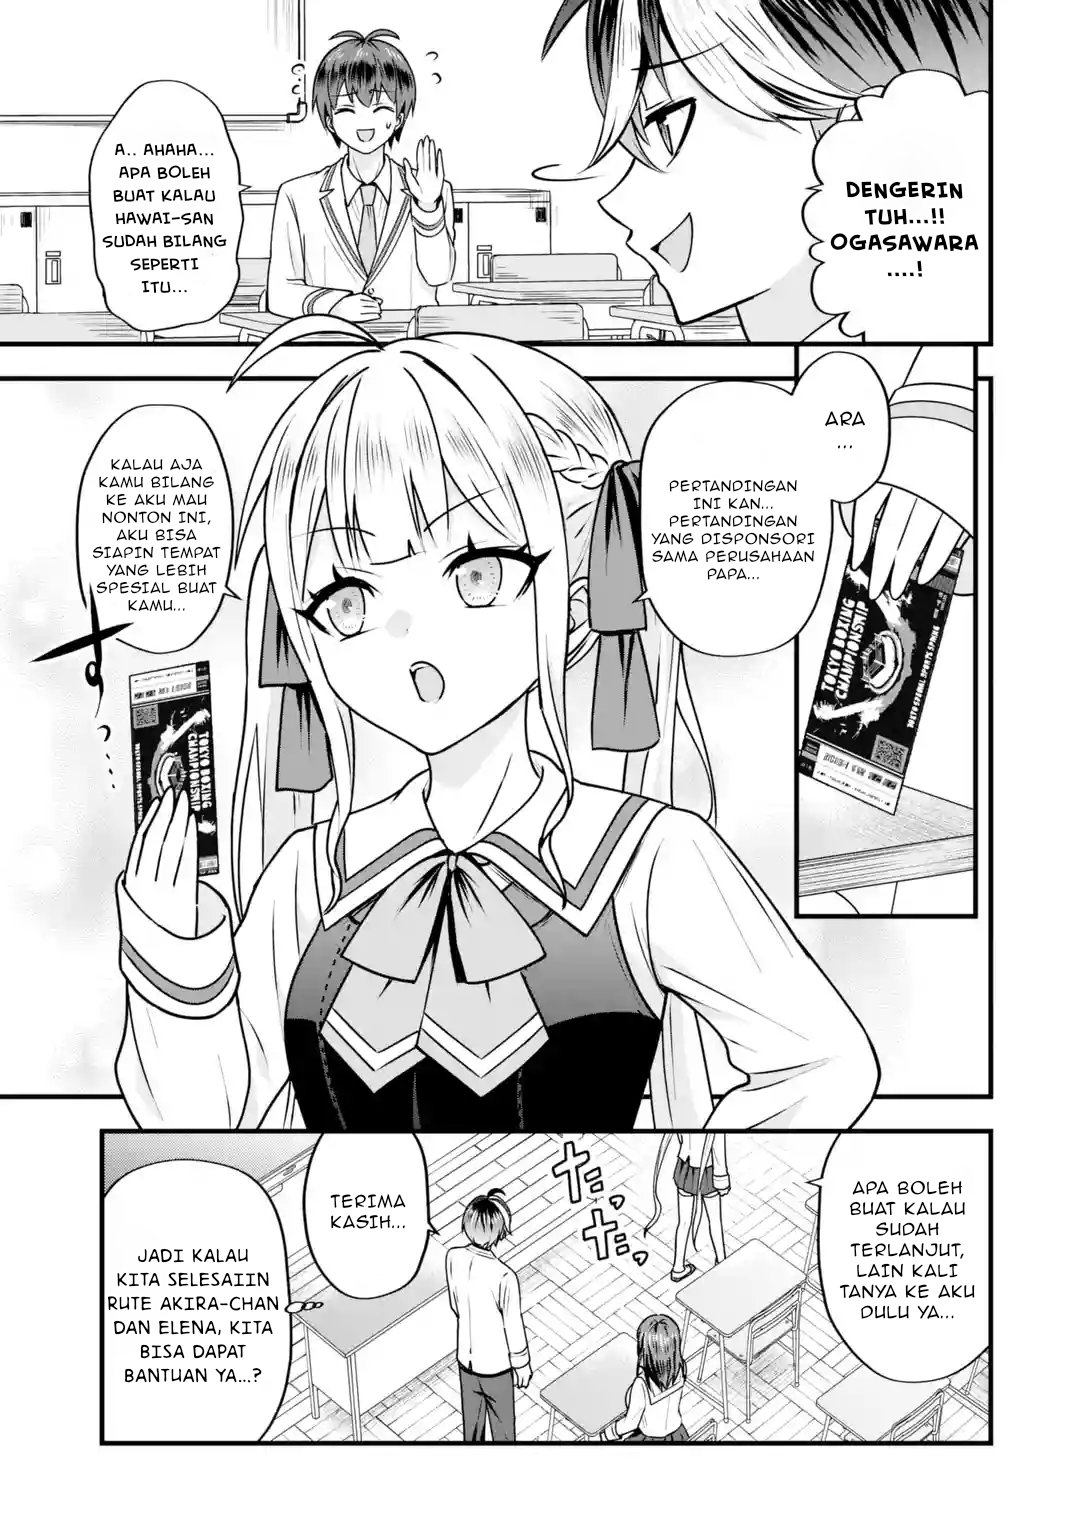 DENGERIN
TUH...!!
OGASAWARA
....!
A.. AHAHA...
APA BOLEH
BUAT KALAU
HAWAI-SAN
SUDAH BILANG
SEPERTI
ITU...
ARA
...
PERTANDINGAN
INI KAN...
PERTANDINGAN
YANG DISPONSORI
SAMA PERUSAHAAN
PAPA...
TOKYO BOXING
CHAMPIONSHIP
KALAU AJA
KAMU BILANG
KE AKU MAU
NONTON INI,
AKU BISA
SIAPIN TEMPAT
YANG LEBIH
SPESIAL BUAT
KAMU...
TOKYO BOXING
CHAMPIONSHIP
APA BOLEH
BUAT KALAU
SUDAH
TERLANJUT,
LAIN KALI
TANYA KE AKU
DULU YA...
たっ
たっ
TERIMA
KASIH...
JADI KALAU
KITA SELESAIIN
RUTE AKIRA-CHAN
DAN ELENA, KITA
BISA DAPAT
BANTUAN YA...?